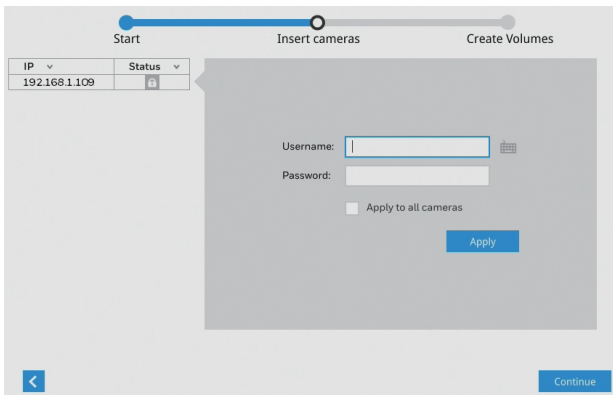 Start
Insert cameras
Create Volumes
IP Status
192.168.1.109
Username:
Password:
Apply to all cameras
Apply
Continue